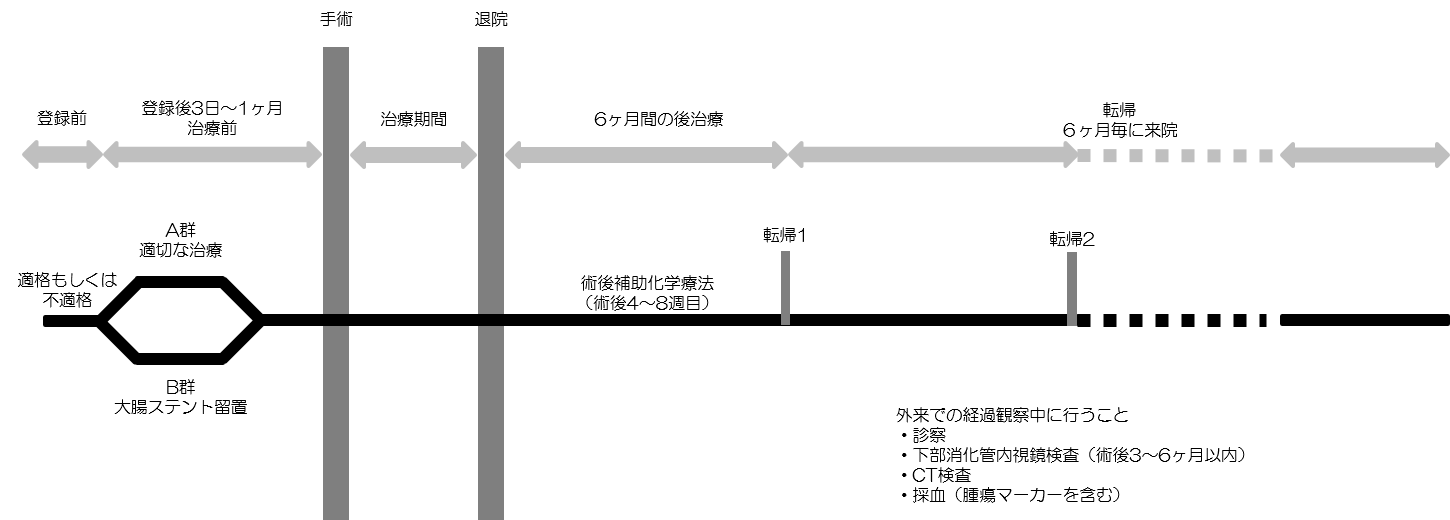 手術
退院
登録前
登録後3日～1ヶ月
治療前
治療期間
6ヶ月間の後治療
転帰
6ヶ月毎に来院
A群
適切な治療
適格もしくは
不適格
B群
大腸ステント留置
術後補助化学療法
（術後4～8週目）
転帰1
転帰2
外来での経過観察中に行うこと
・診察
・下部消化管内視鏡検査（術後3～6ヶ月以内）
・CT検査
・採血（腫瘍マーカーを含む）